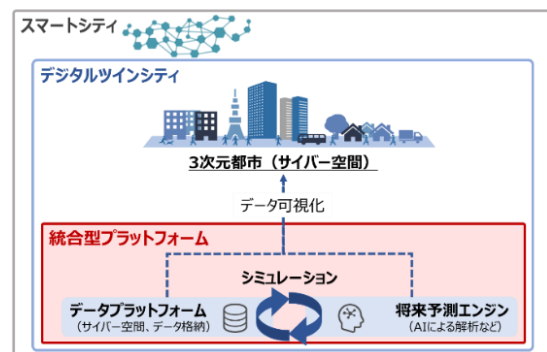 スマートシティ
デジタルツインシティ
3次元都市（サイバー空間）
データ可視化
統合型プラットフォーム
シミュレーション
データプラットフォーム
（サイバー空間、データ格納）
将来予測エンジン
（AIによる解析など）